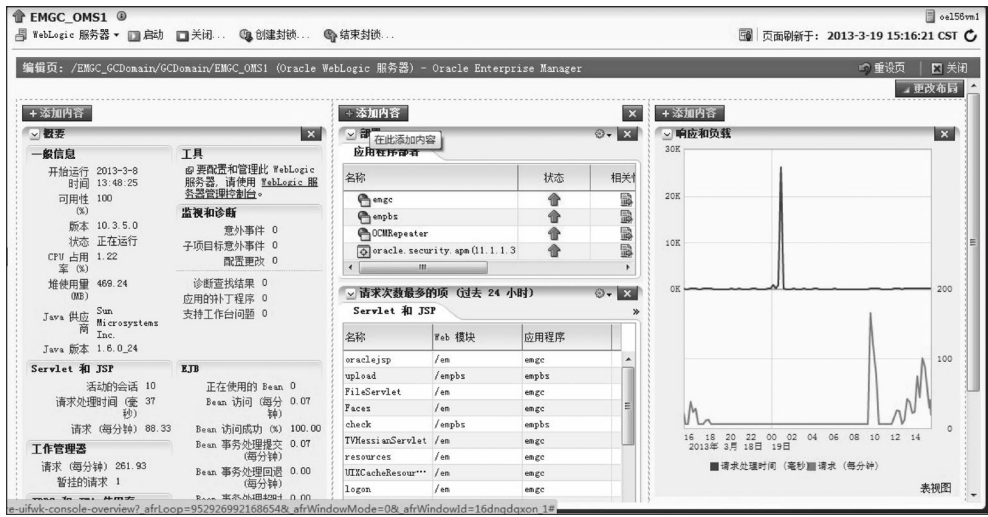 EMGC_OMS1
oel56vm1
WebLogic 服务器 启动 关闭... 创建封锁... 结束封锁...
页面刷新于: 2013-3-19 15:16:21 CST
编辑页: /EMGC_GCDomain/GCDomain/EMGC_OMS1 (Oracle WebLogic 服务器) - Oracle Enterprise Manager
重设页 关闭
更改布局
+添加内容
概要
一般信息
开始运行时间 2013-3-8 13:48:25
可用性 (%) 100
版本 10.3.5.0
状态 正在运行
CPU 占用率 (%) 1.22
堆使用量 (MB) 469.24
Java 供应商 Sun Microsystems Inc.
Java 版本 1.6.0_24
工具
要配置和管理此 WebLogic
服务器, 请使用 WebLogic 服
务器管理控制台。
监视和诊断
意外事件 0
子项目标意外事件 0
配置更改 0
诊断查找结果 0
应用的补丁程序 0
支持工作台问题 0
Servlet 和 JSP
活动的会话 10
请求处理时间 (毫秒) 37
请求 (每分钟) 88.33
工作管理器
请求 (每分钟) 261.93
暂挂的请求 1
EJB
正在使用的 Bean 0
Bean 访问 (每分钟) 0.07
Bean 访问成功 (%) 100.00
Bean 事务处理提交 (每分钟) 0.07
Bean 事务处理回退 (每分钟) 0.00
Bean 事务处理超时 0.00
+添加内容
在此添加内容
应用程序部署
名称 状态
emgc
empbs
OCMRepeater
oracle.security.apm(11.1.1.3
请求次数最多的项 (过去 24 小时)
Servlet 和 JSP
名称 Web 模块 应用程序
oraclejsp /em emgc
upload /empbs empbs
FileServlet /em emgc
Faces /em emgc
check /empbs empbs
TVMessianServlet /em emgc
resources /em emgc
UIXCacheResour... /em emgc
logon /em emgc
+添加内容
响应和负载
30K
20K
10K
0K 200
100
0
16 18 20 22 00 02 04 06 08 10 12 14
2013年 3月 18日 19日
请求处理时间 (毫秒) 请求 (每分钟)
表视图
e-uifwk-console-overview?_afrLoop=9529269921686548&_afrWindowMode=0&_afrWindowId=16dnqdqxon_1#